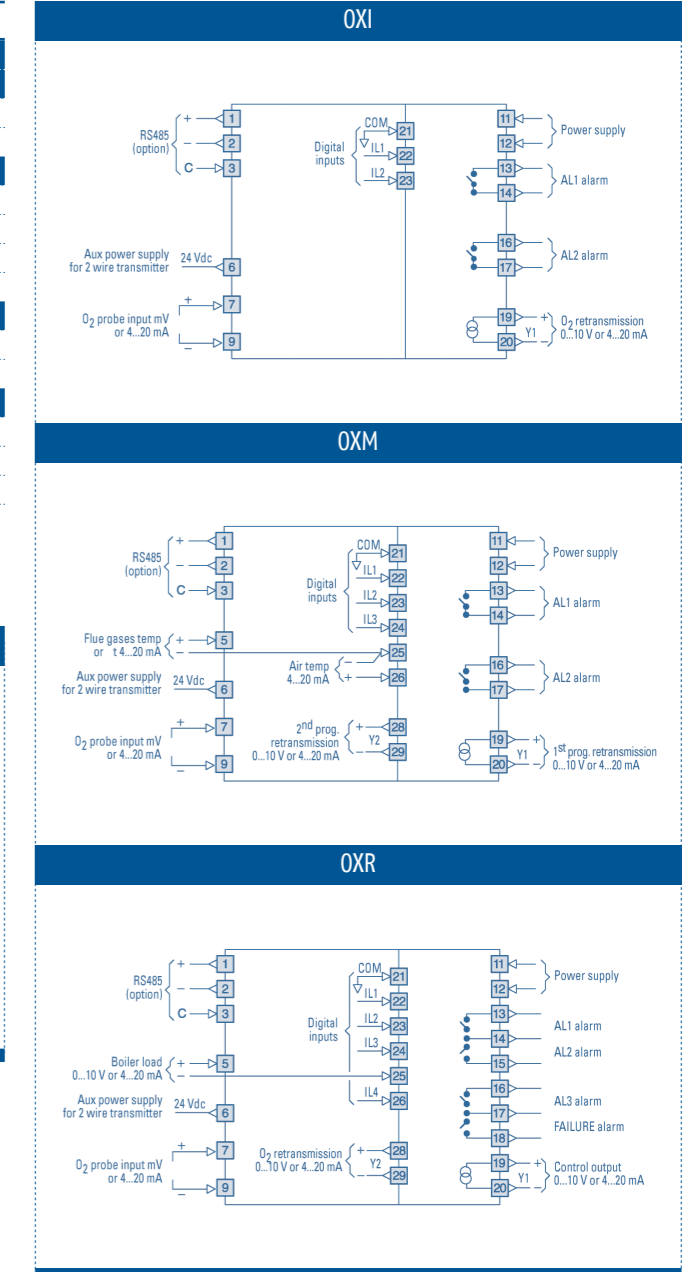 OXI
RS485
(option)
+
–
C
1
2
3
Aux power supply
for 2 wire transmitter
24 Vdc
6
O2 probe input mV
or 4...20 mA
+
–
7
9
Digital
inputs
COM
IL1
IL2
21
22
23
11
12
Power supply
13
14
AL1 alarm
16
17
AL2 alarm
19
20
Y1
+
–
O2 retransmission
0...10 V or 4...20 mA
OXM
RS485
(option)
+
–
C
1
2
3
Flue gases temp
or t 4...20 mA
+
–
5
Aux power supply
for 2 wire transmitter
24 Vdc
6
O2 probe input mV
or 4...20 mA
+
–
7
9
Digital
inputs
COM
IL1
IL2
IL3
21
22
23
24
25
26
Air temp
4...20 mA
–
+
2nd prog.
retransmission
0...10 V or 4...20 mA
+
Y2
–
28
29
11
12
Power supply
13
14
AL1 alarm
16
17
AL2 alarm
19
20
Y1
+
–
1st prog. retransmission
0...10 V or 4...20 mA
OXR
RS485
(option)
+
–
C
1
2
3
Boiler load
0...10 V or 4...20 mA
+
–
5
Aux power supply
for 2 wire transmitter
24 Vdc
6
O2 probe input mV
or 4...20 mA
+
–
7
9
Digital
inputs
COM
IL1
IL2
IL3
IL4
21
22
23
24
25
26
O2 retransmission
0...10 V or 4...20 mA
+
Y2
–
28
29
11
12
Power supply
13
14
15
AL1 alarm
AL2 alarm
16
17
18
AL3 alarm
FAILURE alarm
19
20
Y1
+
–
Control output
0...10 V or 4...20 mA